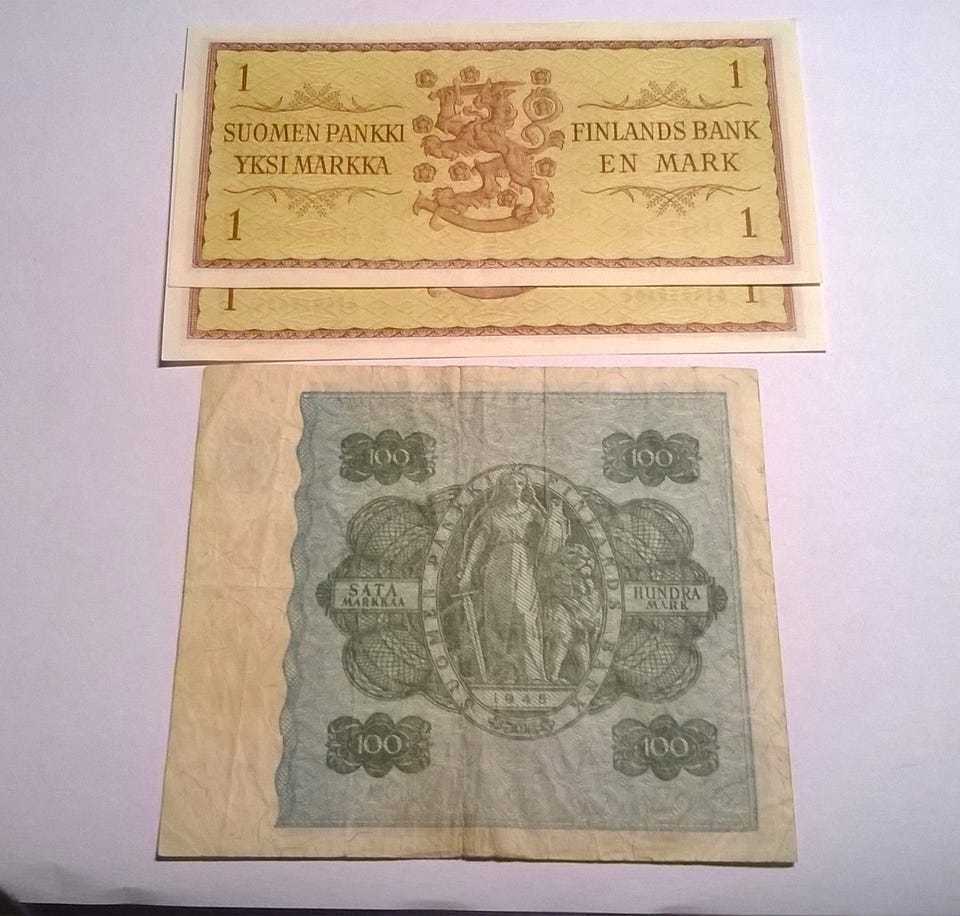 1 1
SUOMEN PANKKI FINLANDS BANK
YKSI MARKKA EN MARK
1 1
1 1
100 100
SUOMEN PANKKI FINLANDS BANK
SATA HUNDRA
MARKKAA MARK
1945
100 100